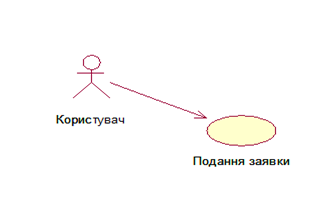 Користувач
Подання заявки